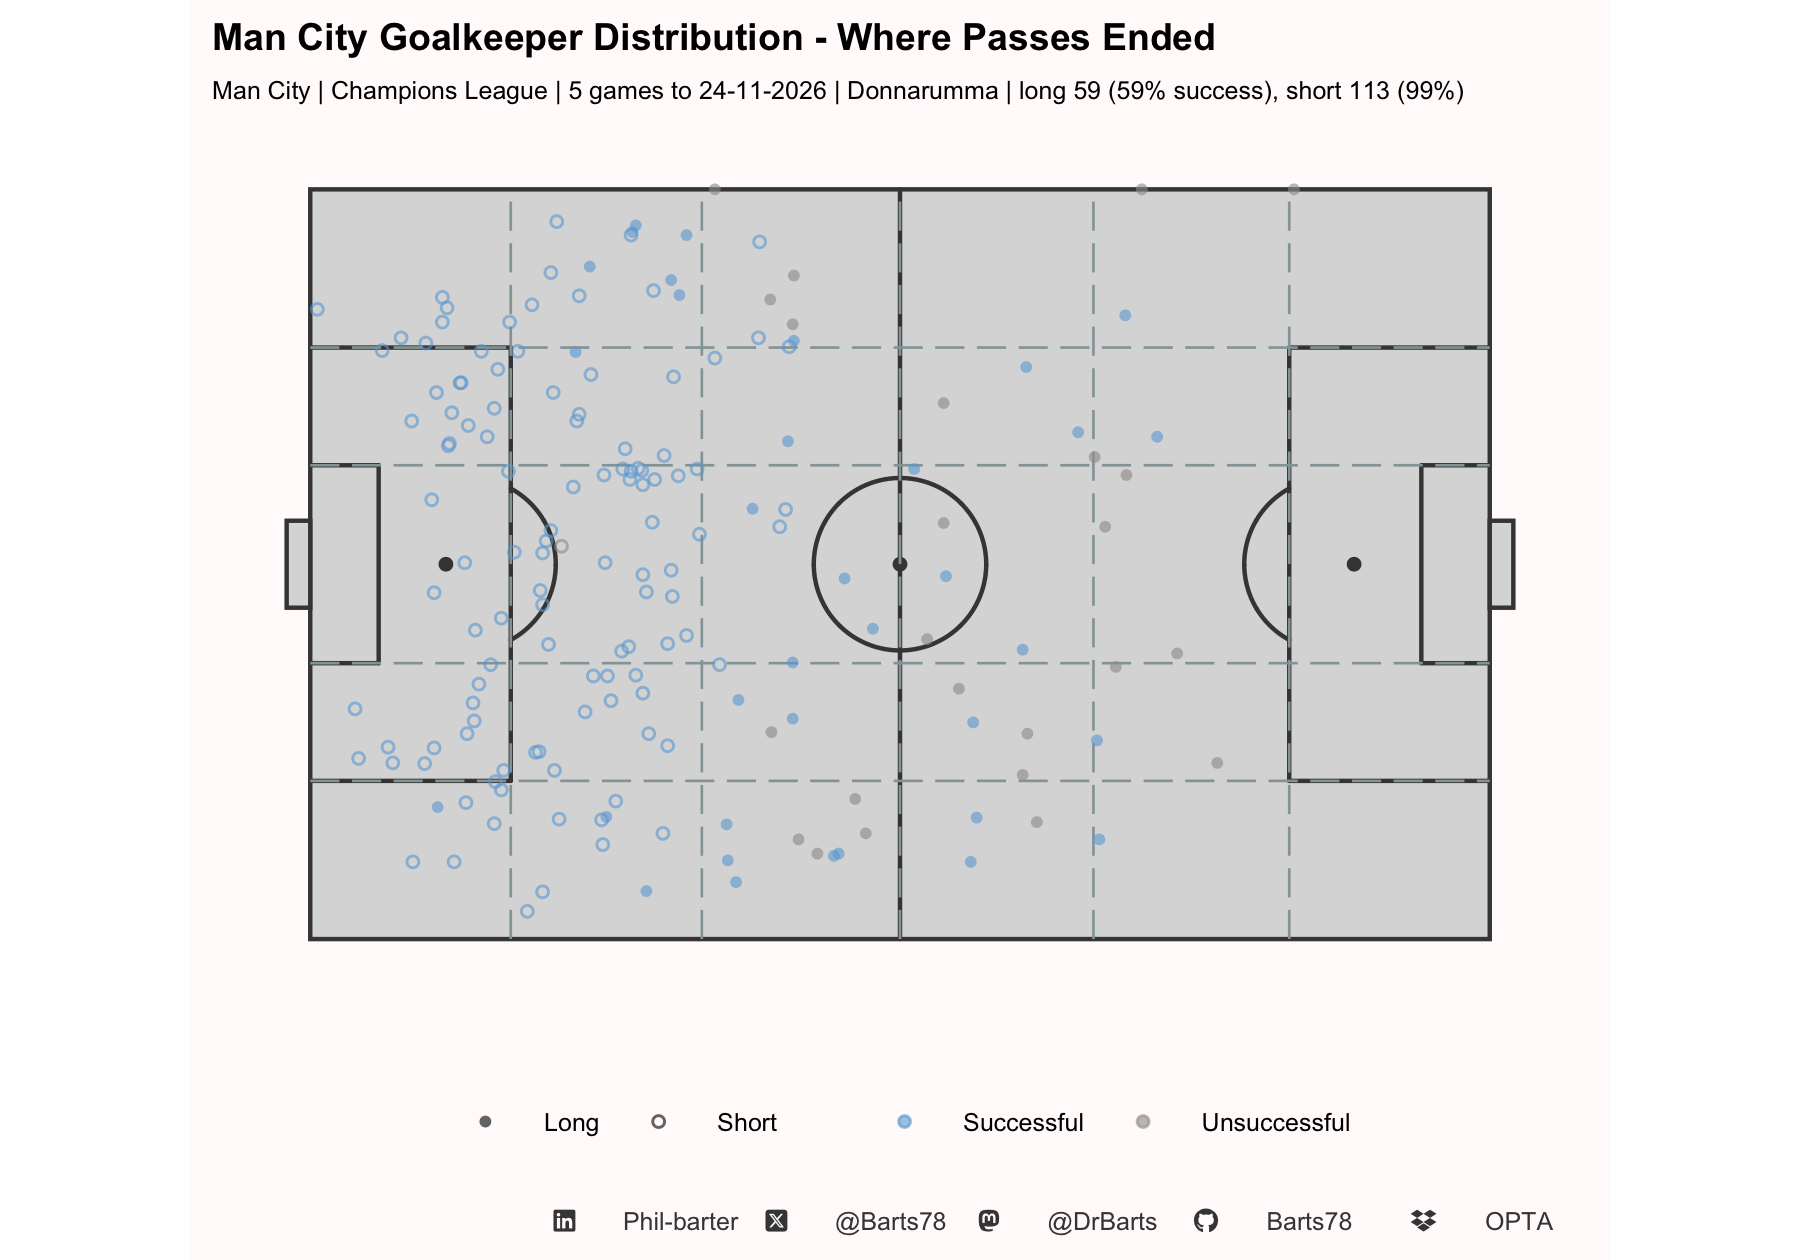 Man City Goalkeeper Distribution - Where Passes Ended
Man City | Champions League | 5 games to 24-11-2026 | Donnarumma | long 59 (59% success), short 113 (99%)
Long Short Successful Unsuccessful
Phil-barter @Barts78 @DrBarts Barts78 OPTA